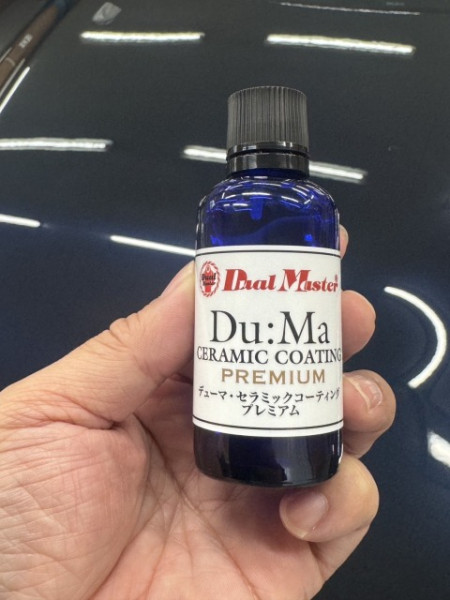 Dual Master
Du:Ma
CERAMIC COATING
PREMIUM
デューマ・セラミックコーティング
プレミアム